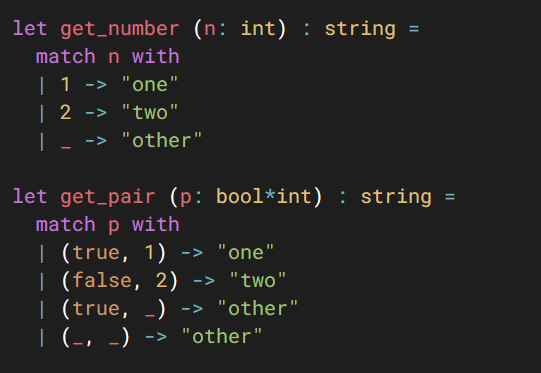 let get_number (n: int) : string =
  match n with
  | 1 -> "one"
  | 2 -> "two"
  | _ -> "other"

let get_pair (p: bool*int) : string =
  match p with
  | (true, 1) -> "one"
  | (false, 2) -> "two"
  | (true, _) -> "other"
  | (_, _) -> "other"